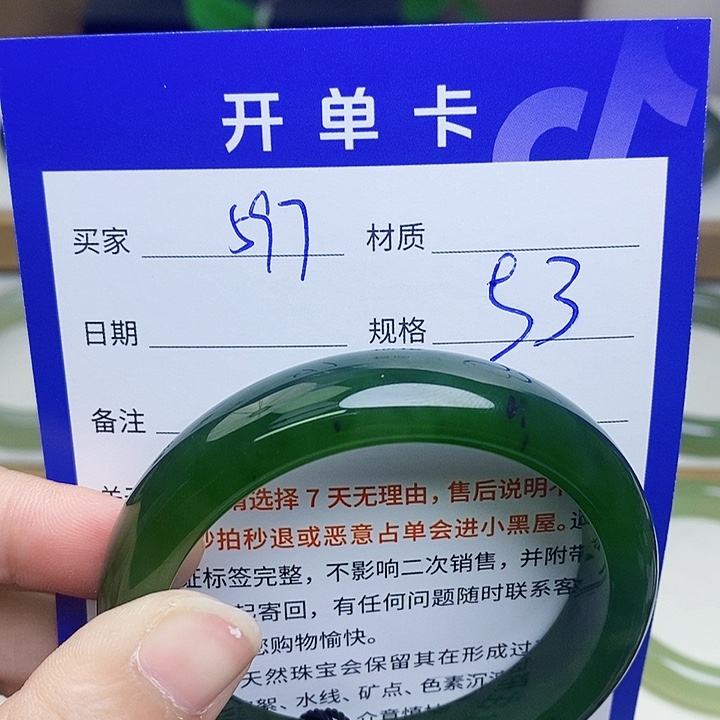 开单卡
买家 597 材质
日期 规格 53
备注
请选择7天无理由，售后说明
秒拍秒退或恶意占单会进小黑屋。
证标签完整，不影响二次销售，并附带
起寄回，有任何问题随时联系客
您购物愉快。
天然珠宝会保留其在形成过
絮、水线、矿点、色素沉